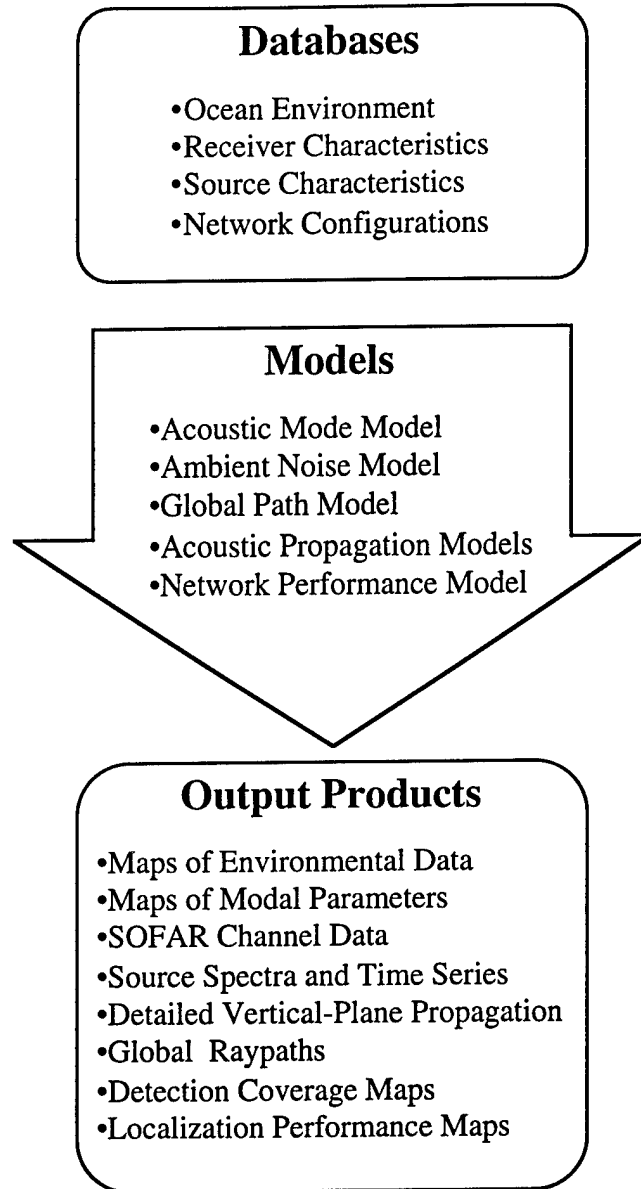 Databases
•Ocean Environment
•Receiver Characteristics
•Source Characteristics
•Network Configurations
Models
•Acoustic Mode Model
•Ambient Noise Model
•Global Path Model
•Acoustic Propagation Models
•Network Performance Model
Output Products
•Maps of Environmental Data
•Maps of Modal Parameters
•SOFAR Channel Data
•Source Spectra and Time Series
•Detailed Vertical-Plane Propagation
•Global Raypaths
•Detection Coverage Maps
•Localization Performance Maps